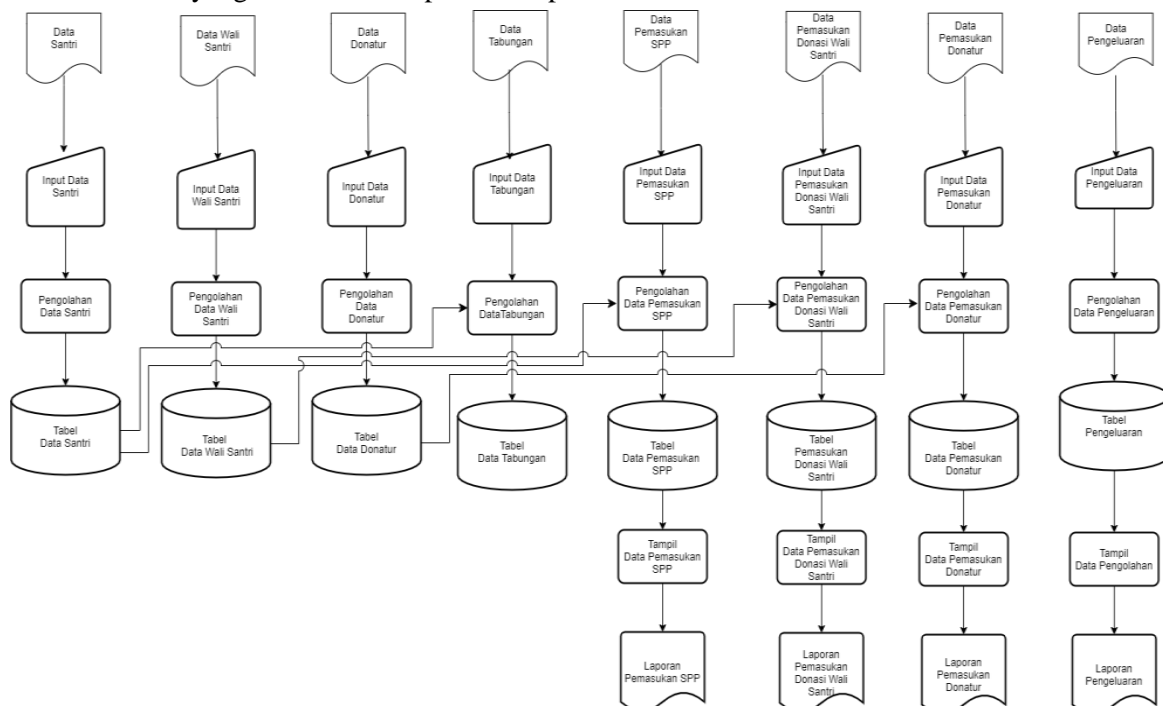 Data
Santri
Data Wali
Santri
Data
Donatur
Data
Tabungan
Data
Pemasukan
SPP
Data
Pemasukan
Donasi Wali
Santri
Data
Pemasukan
Donatur
Data
Pengeluaran
Input Data
Santri
Input Data
Wali Santri
Input Data
Donatur
Input Data
Tabungan
Input Data
Pemasukan
SPP
Input Data
Pemasukan
Donasi Wali
Santri
Input Data
Pemasukan
Donatur
Input Data
Pengeluaran
Pengolahan
Data Santri
Pengolahan
Data Wali
Santri
Pengolahan
Data
Donatur
Pengolahan
DataTabungan
Pengolahan
Data Pemasukan
SPP
Pengolahan
Data Pemasukan
Donasi Wali
Santri
Pengolahan
Data Pemasukan
Donatur
Pengolahan
Data Pengeluaran
Tabel
Data Santri
Tabel
Data Wali Santri
Tabel
Data Donatur
Tabel
Data Tabungan
Tabel
Data Pemasukan
SPP
Tabel
Pemasukan
Donasi Wali
Santri
Tabel
Data Pemasukan
Donatur
Tabel
Pengeluaran
Tampil
Data Pemasukan
SPP
Tampil
Data Pemasukan
Donasi Wali
Santri
Tampil
Data Pemasukan
Donatur
Tampil
Data Pengolahan
Laporan
Pemasukan SPP
Laporan
Pemasukan
Donasi Wali
Santri
Laporan
Pemasukan
Donatur
Laporan
Pengeluaran